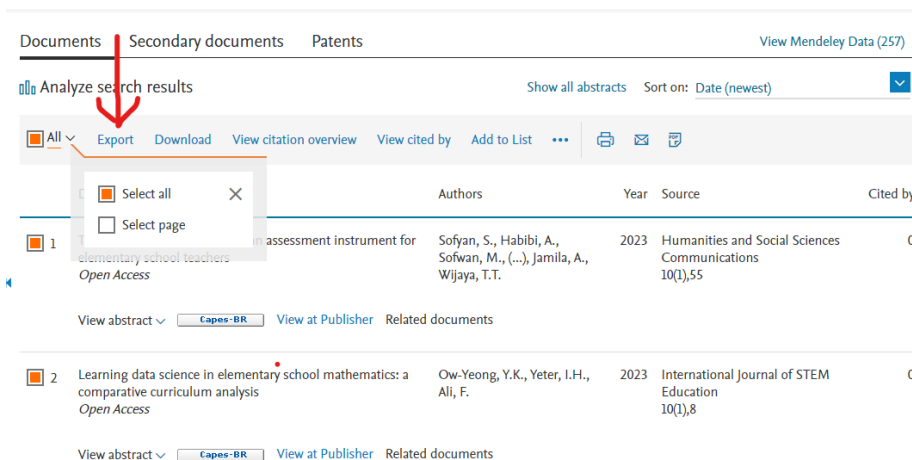 Documents Secondary documents Patents View Mendeley Data (257)
Analyze search results Show all abstracts Sort on: Date (newest)
All Export Download View citation overview View cited by Add to List ••• PDF
Select all
Authors Year Source Cited by
Select page
1 assessment instrument for Sofyan, S., Habibi, A., 2023 Humanities and Social Sciences 0
elementary school teachers Sofwan, M., (...), Jamila, A., Communications
Open Access Wijaya, T.T. 10(1),55
View abstract Capes-BR View at Publisher Related documents
2 Learning data science in elementary school mathematics: a Ow-Yeong, Y.K., Yeter, I.H., 2023 International Journal of STEM 0
comparative curriculum analysis Ali, F. Education
Open Access 10(1),8
View abstract Capes-BR View at Publisher Related documents